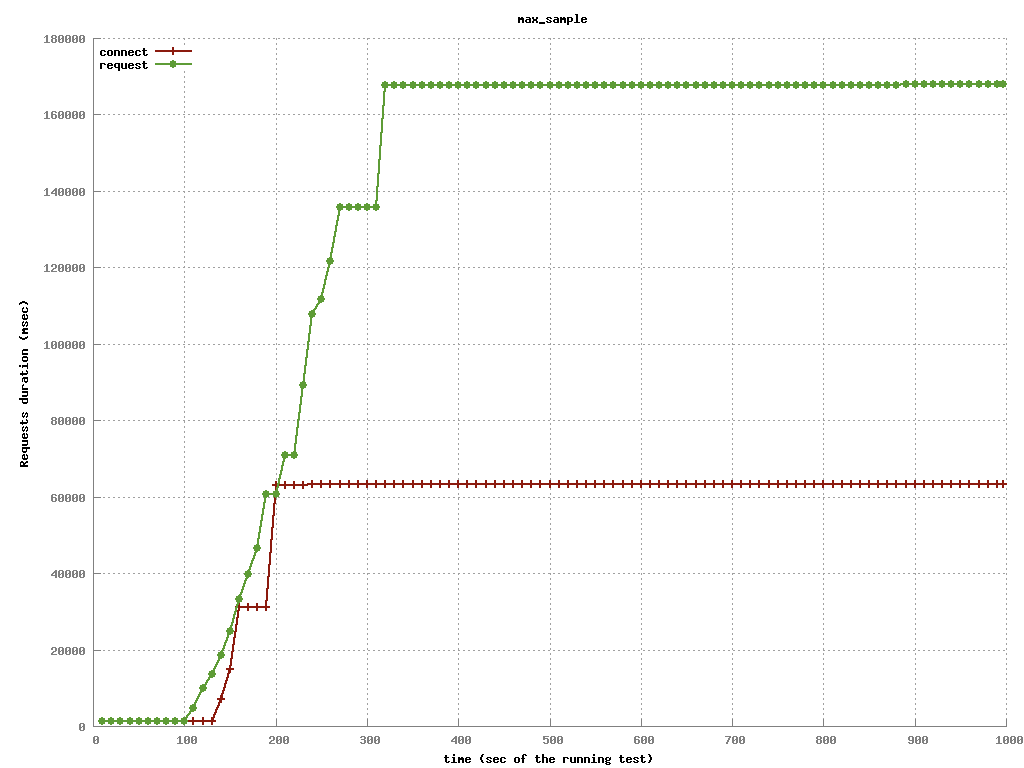 max_sample
connect
request
180000
160000
140000
120000
100000
80000
60000
40000
20000
0
Requests duration (msec)
0 100 200 300 400 500 600 700 800 900 1000
time (sec of the running test)